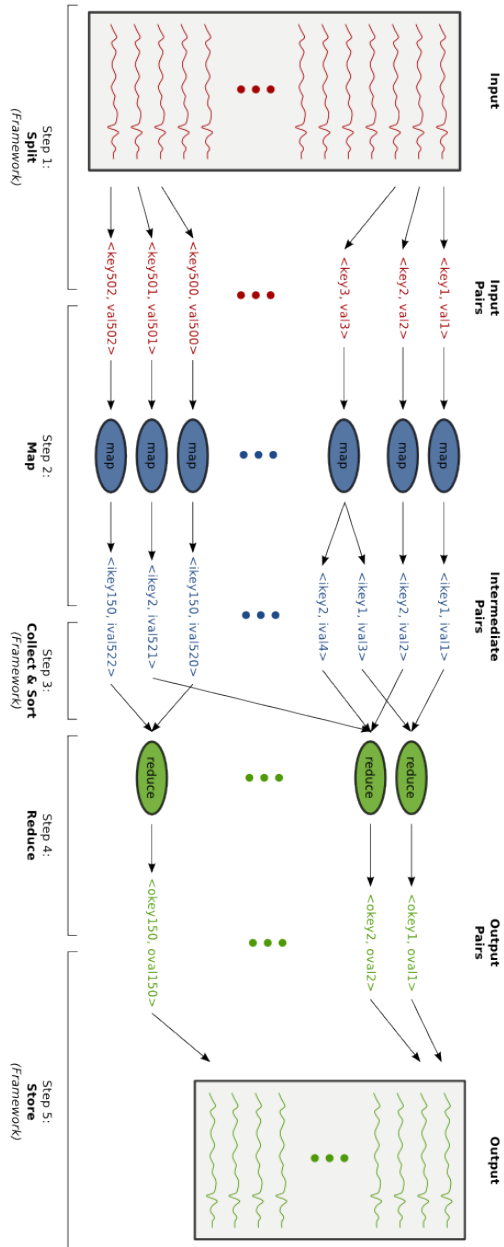 Input
Input
Pairs
Intermediate
Pairs
Output
Pairs
Output
<key1, val1>
map
<ikey1, ival1>
reduce
<okey1, oval1>
<key2, val2>
map
<ikey2, ival2>
reduce
<okey2, oval2>
<key3, val3>
map
<ikey1, ival3>
<ikey2, ival4>
<key500, val500>
map
<ikey150, ival520>
<key501, val501>
map
<ikey2, ival521>
reduce
<okey150, oval150>
<key502, val502>
map
<ikey150, ival522>
Step 1:
Split
(Framework)
Step 2:
Map
Step 3:
Collect & Sort
(Framework)
Step 4:
Reduce
Step 5:
Store
(Framework)